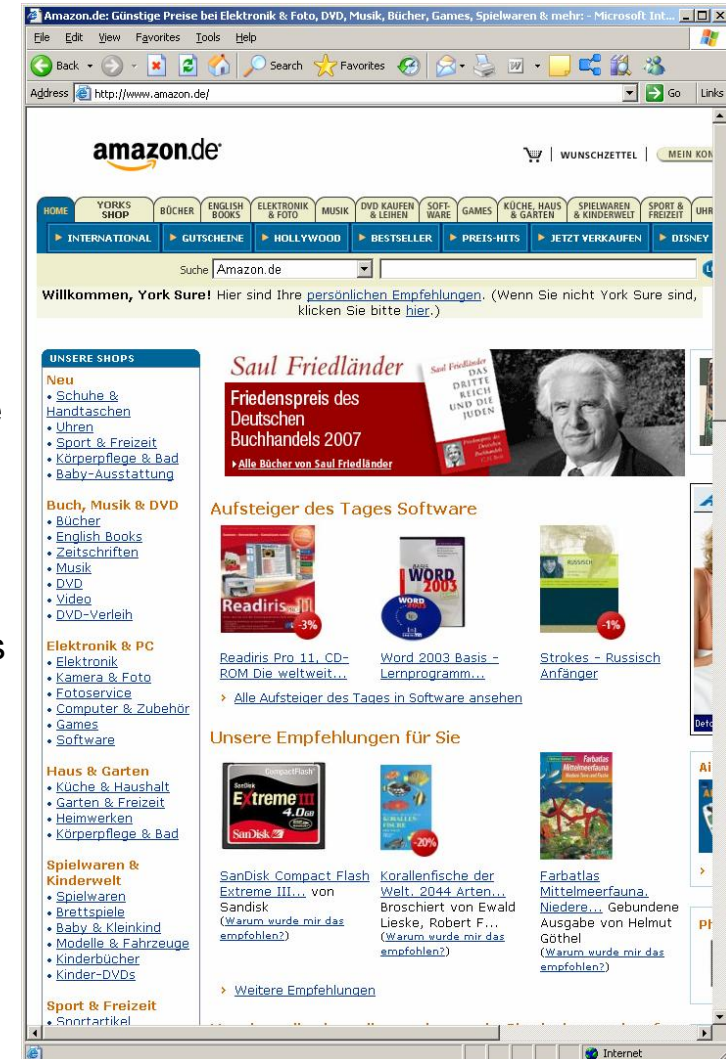 Amazon.de: Günstige Preise bei Elektronik & Foto, DVD, Musik, Bücher, Games, Spielwaren & mehr: - Microsoft Int...
File Edit View Favorites Tools Help
Back Search Favorites
Address http://www.amazon.de/ Go Links
amazon.de
WUNSCHZETTEL | MEIN KON
HOME YORKS SHOP BÜCHER ENGLISH BOOKS ELEKTRONIK & FOTO MUSIK DVD KAUFEN & LEIHEN SOFT-WARE GAMES KÜCHE, HAUS & GARTEN SPIELWAREN & KINDERWELT SPORT & FREIZEIT UHR
INTERNATIONAL GUTSCHEINE HOLLYWOOD BESTSELLER PREIS-HITS JETZT VERKAUFEN DISNEY
Suche Amazon.de
Willkommen, York Sure! Hier sind Ihre persönlichen Empfehlungen. (Wenn Sie nicht York Sure sind,
klicken Sie bitte hier.)
UNSERE SHOPS
Neu
• Schuhe &
Handtaschen
• Uhren
• Sport & Freizeit
• Körperpflege & Bad
• Baby-Ausstattung
Buch, Musik & DVD
• Bücher
• English Books
• Zeitschriften
• Musik
• DVD
• Video
• DVD-Verleih
Elektronik & PC
• Elektronik
• Kamera & Foto
• Fotoservice
• Computer & Zubehör
• Games
• Software
Haus & Garten
• Küche & Haushalt
• Garten & Freizeit
• Heimwerken
• Körperpflege & Bad
Spielwaren &
Kinderwelt
• Spielwaren
• Brettspiele
• Baby & Kleinkind
• Modelle & Fahrzeuge
• Kinderbücher
• Kinder-DVDs
Sport & Freizeit
• Sportartikel
Saul Friedländer
Friedenspreis des
Deutschen
Buchhandels 2007
Alle Bücher von Saul Friedländer
Saul Friedländer
DAS
DRITTE
REICH
UND DIE
JUDEN
Aufsteiger des Tages Software
Readiris 11
-3%
BASIS
WORD
2003
WORD
2003
RUSSISCH
-1%
Readiris Pro 11, CD-
ROM Die weltweit...
Word 2003 Basis -
Lernprogramm...
Strokes - Russisch
Anfänger
› Alle Aufsteiger des Tages in Software ansehen
Unsere Empfehlungen für Sie
CompactFlash
SanDisk
Extreme III
4.0GB
SanDisk
KORALLEN-
FISCHE
DER
WELT
-20%
Farbatlas
Mittelmeerfauna
SanDisk Compact Flash
Extreme III... von
Sandisk
(Warum wurde mir das
empfohlen?)
Korallenfische der
Welt. 2044 Arten...
Broschiert von Ewald
Lieske, Robert F...
(Warum wurde mir das
empfohlen?)
Farbatlas
Mittelmeerfauna.
Niedere... Gebundene
Ausgabe von Helmut
Göthel
(Warum wurde mir das
empfohlen?)
› Weitere Empfehlungen
Ai
Ph
Internet